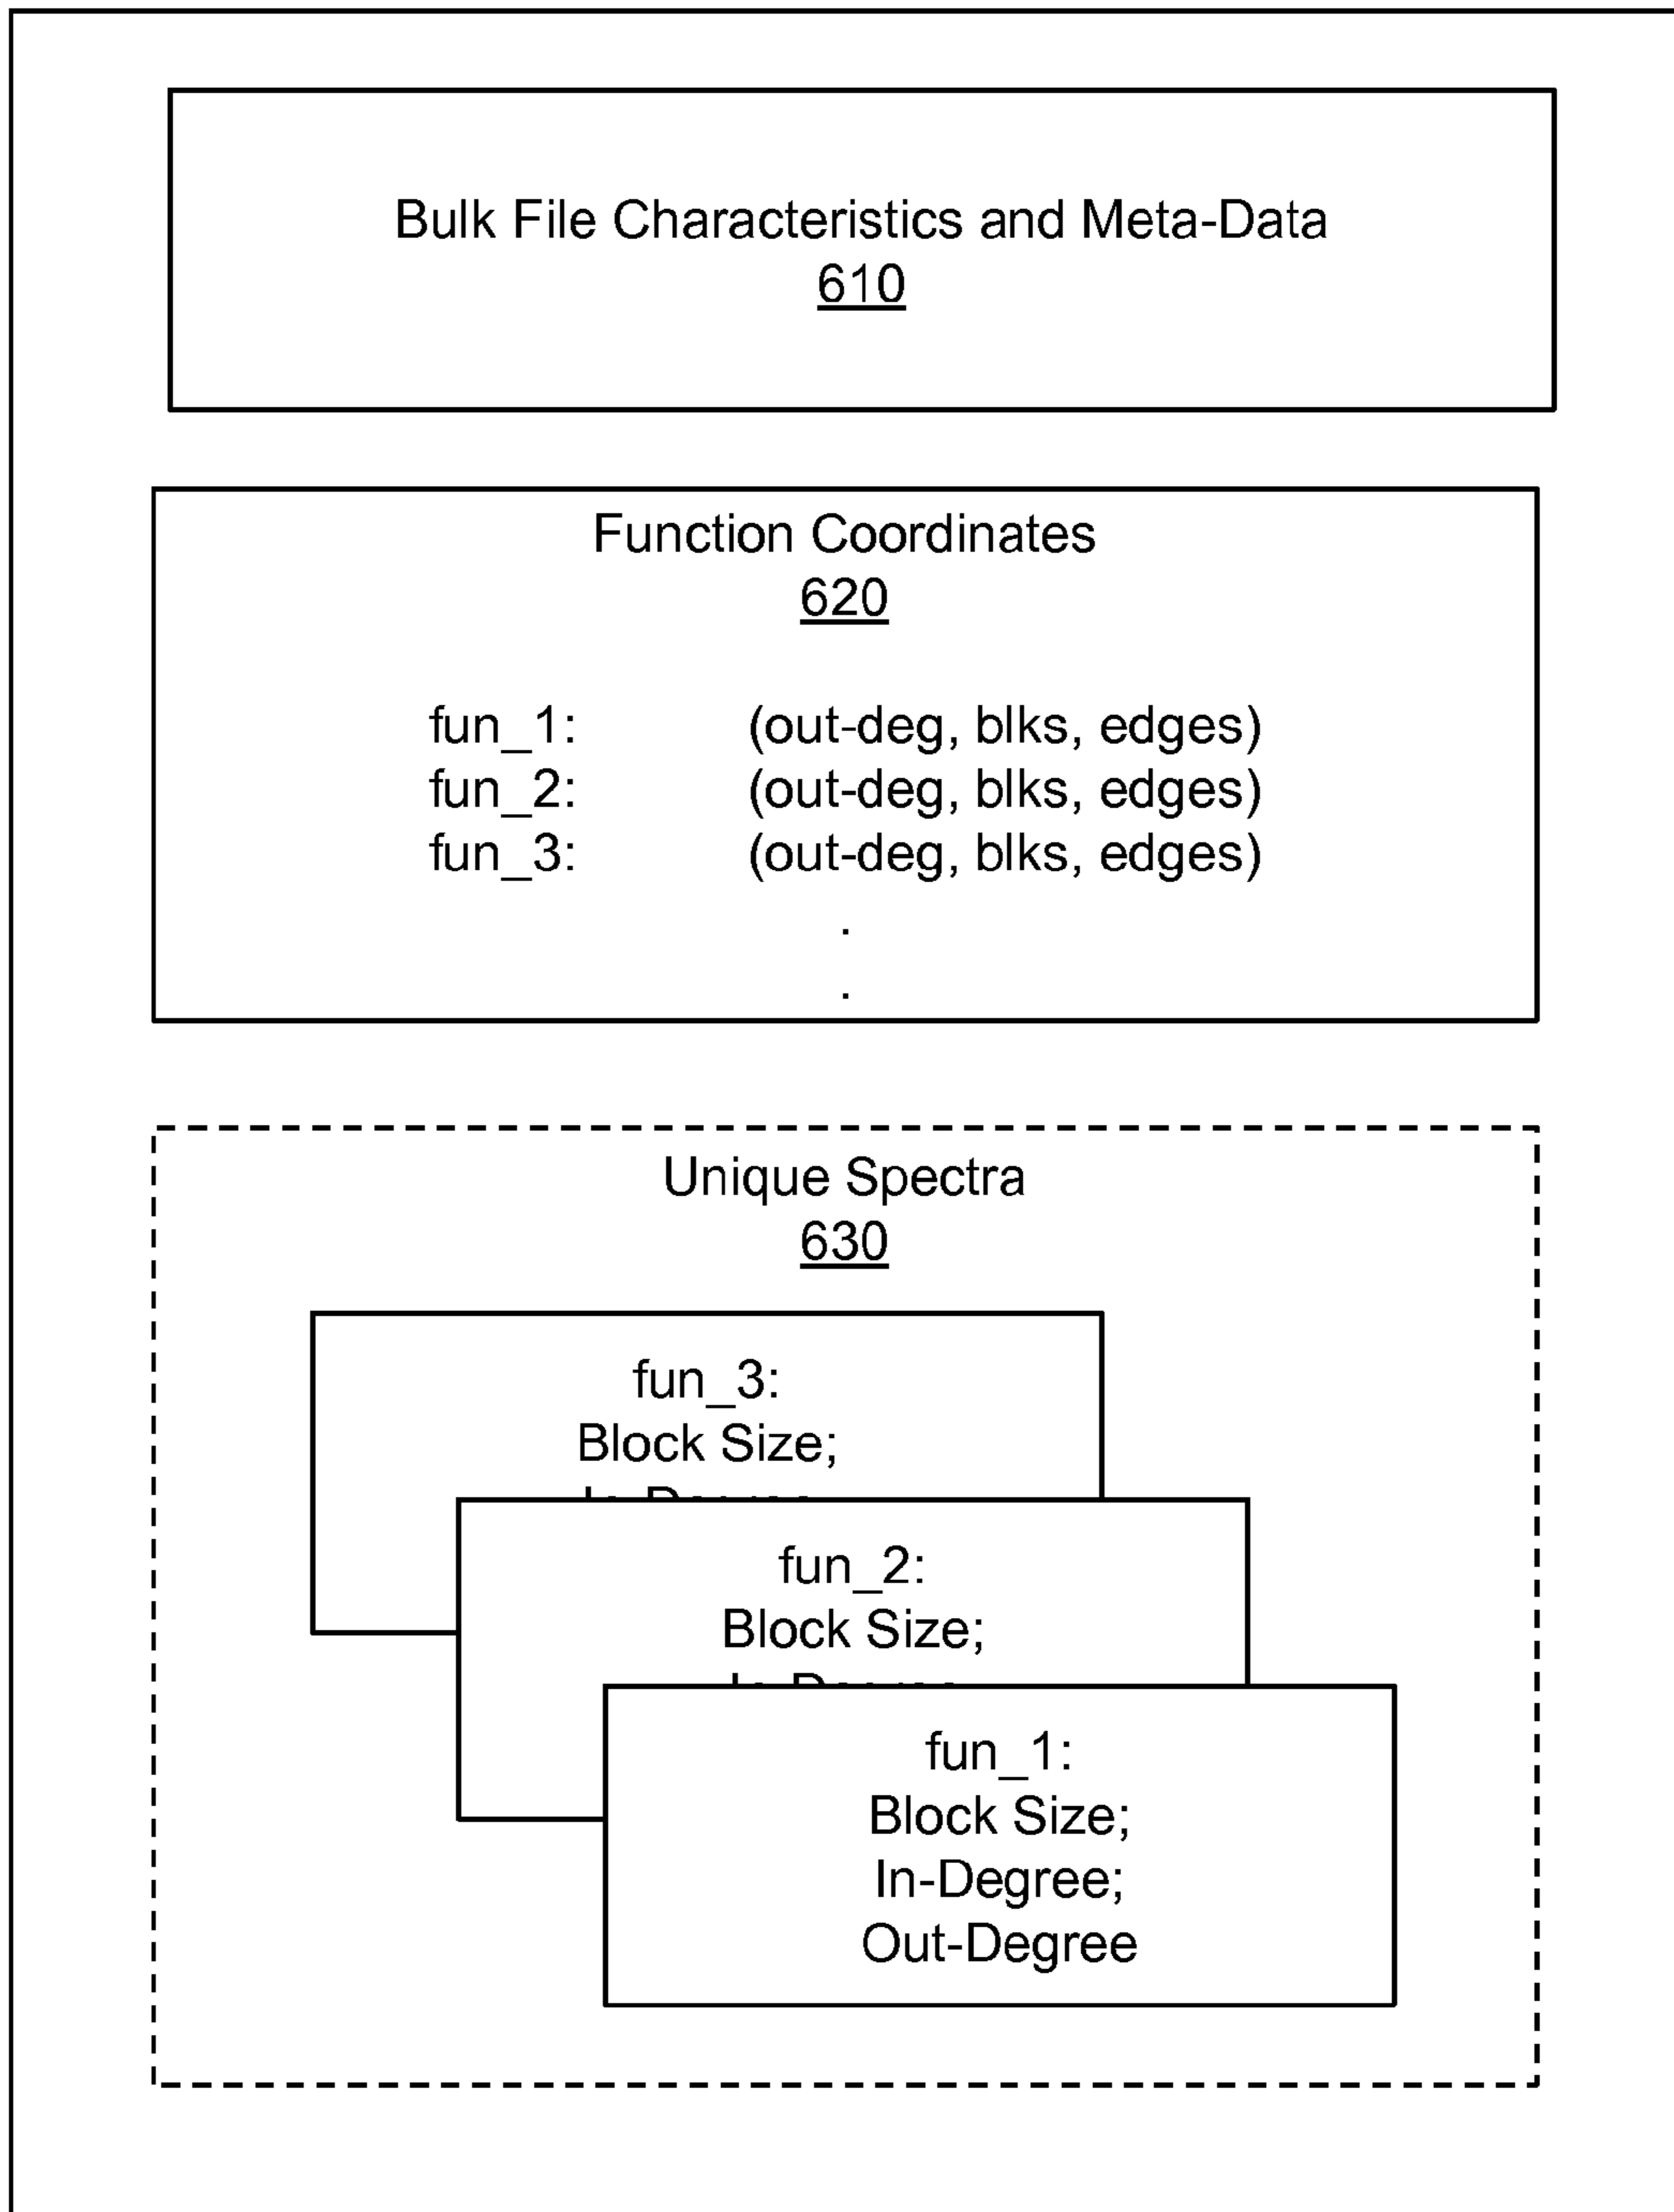 Bulk File Characteristics and Meta-Data
610
Function Coordinates
620
fun_1: (out-deg, blks, edges)
fun_2: (out-deg, blks, edges)
fun_3: (out-deg, blks, edges)
.
.
Unique Spectra
630
fun_3:
Block Size;
fun_2:
Block Size;
fun_1:
Block Size;
In-Degree;
Out-Degree